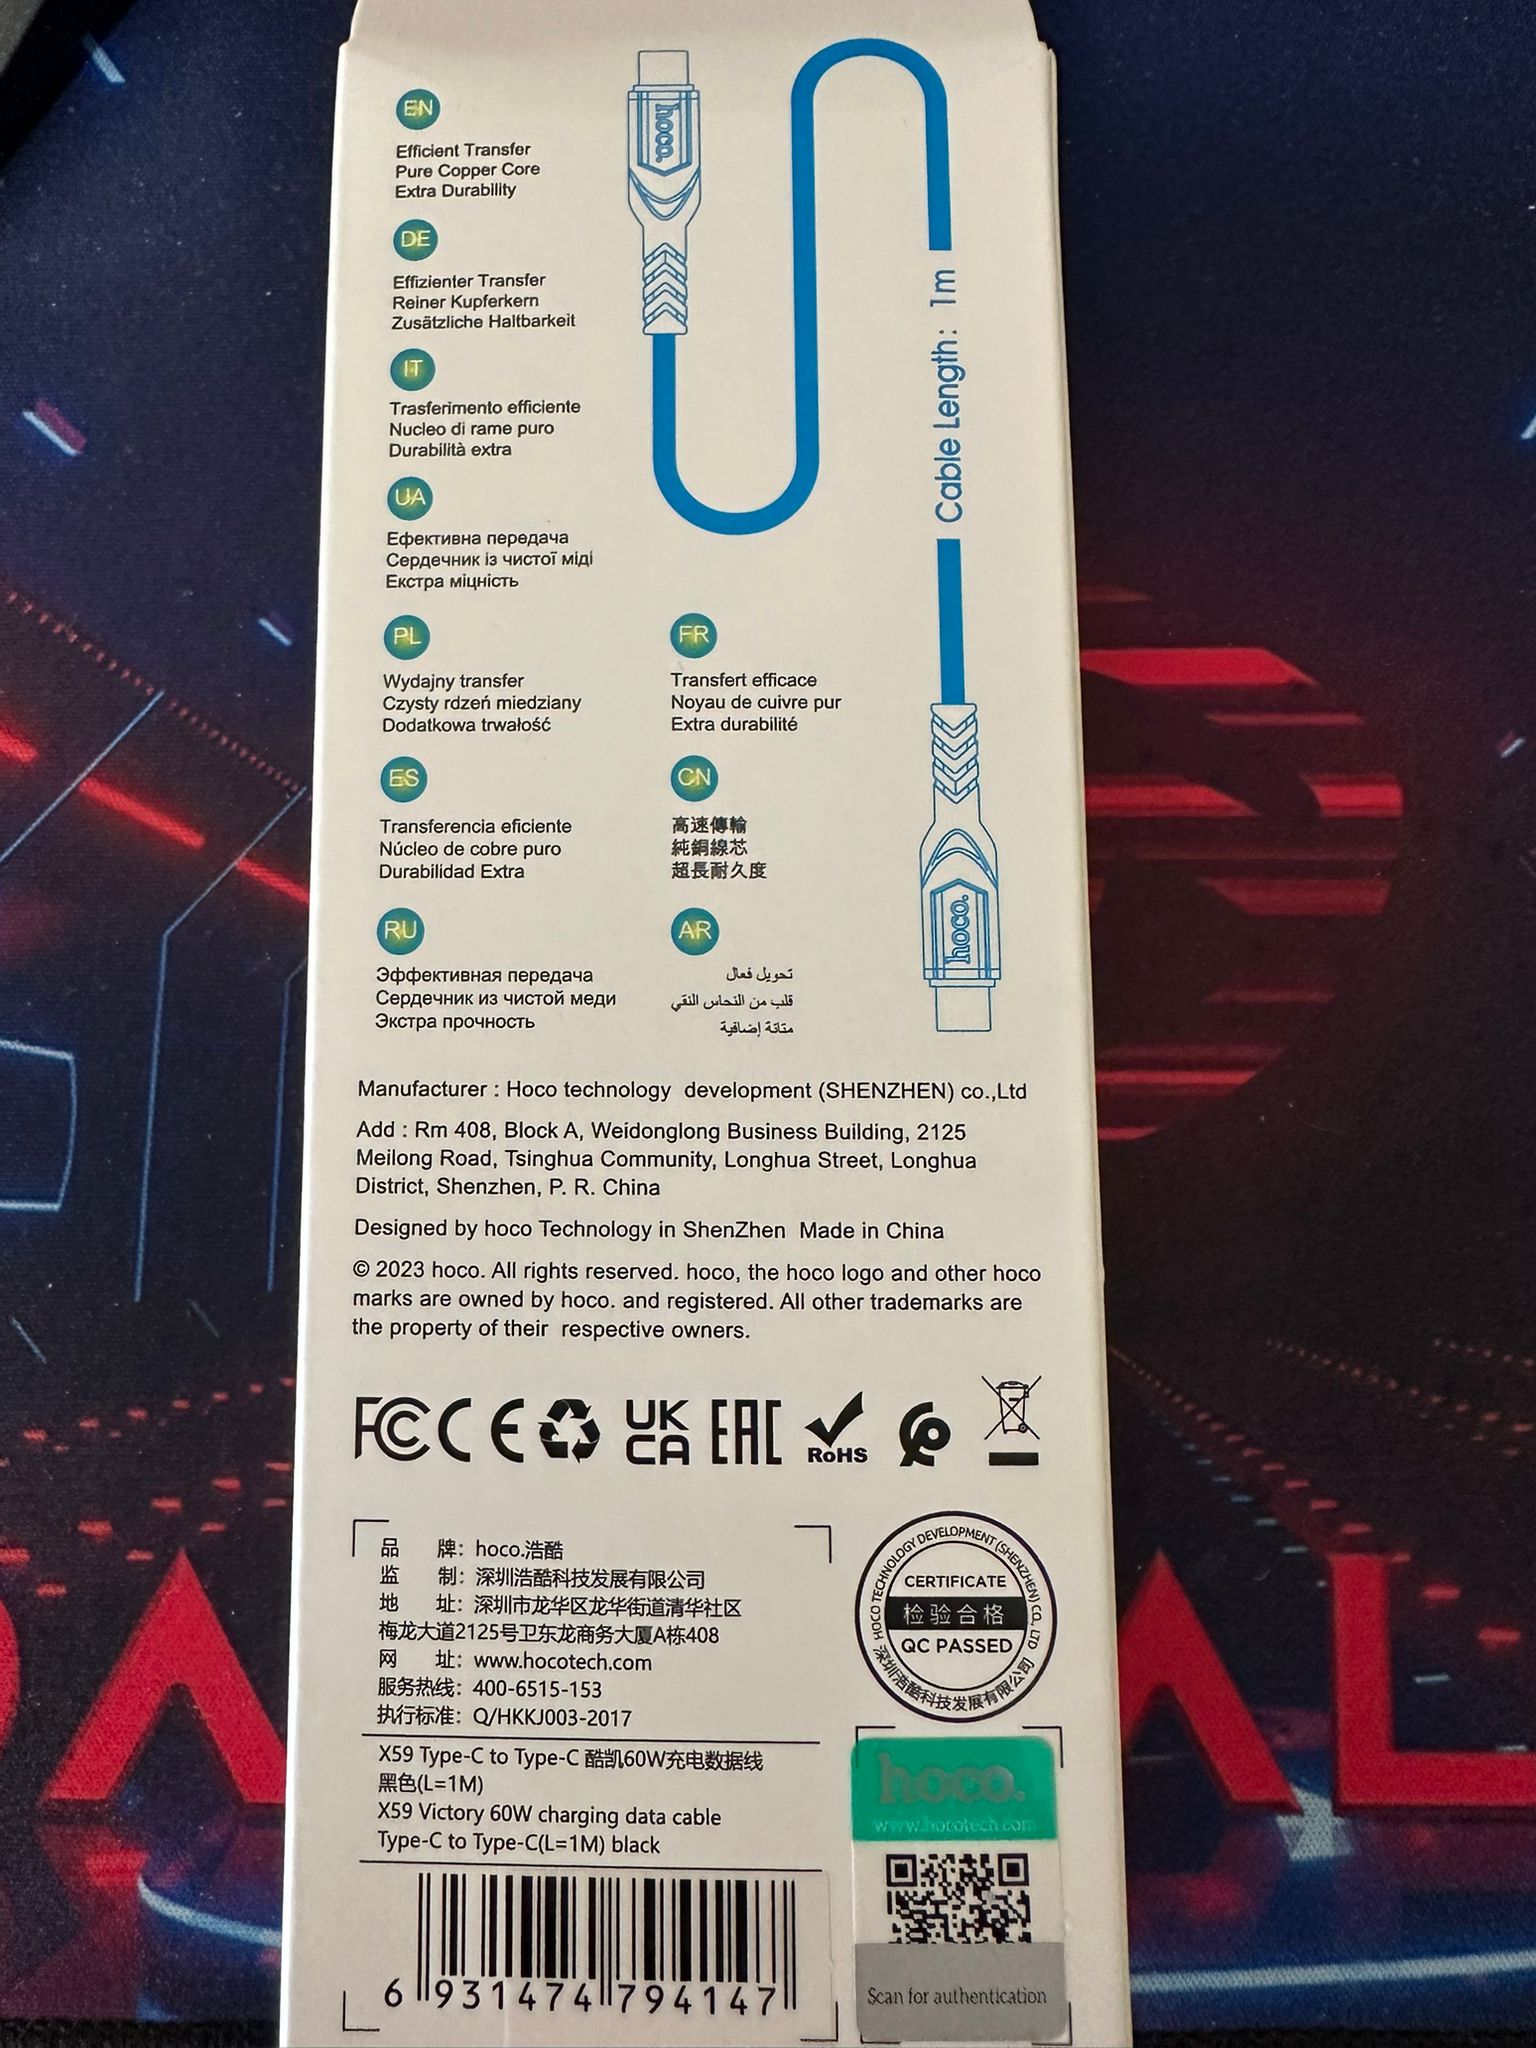 hoco.
Cable Length: 1m
EN
Efficient Transfer
Pure Copper Core
Extra Durability
DE
Effizienter Transfer
Reiner Kupferkern
Zusätzliche Haltbarkeit
IT
Trasferimento efficiente
Nucleo di rame puro
Durabilità extra
UA
Ефективна передача
Сердечник із чистої міді
Екстра міцність
PL
Wydajny transfer
Czysty rdzeń miedziany
Dodatkowa trwałość
FR
Transfert efficace
Noyau de cuivre pur
Extra durabilité
ES
Transferencia eficiente
Núcleo de cobre puro
Durabilidad Extra
CN
高速傳輸
純銅線芯
超長耐久度
RU
Эффективная передача
Сердечник из чистой меди
Экстра прочность
AR
تحويل فعال
قلب من النحاس النقي
متانة إضافية
hoco.
Manufacturer : Hoco technology development (SHENZHEN) co.,Ltd
Add : Rm 408, Block A, Weidonglong Business Building, 2125
Meilong Road, Tsinghua Community, Longhua Street, Longhua
District, Shenzhen, P. R. China
Designed by hoco Technology in ShenZhen Made in China
© 2023 hoco. All rights reserved. hoco, the hoco logo and other hoco
marks are owned by hoco. and registered. All other trademarks are
the property of their respective owners.
FC CE UK CA EAC RoHS
品 牌：hoco.浩酷
监 制：深圳浩酷科技发展有限公司
地 址：深圳市龙华区龙华街道清华社区
梅龙大道2125号卫东龙商务大厦A栋408
网 址：www.hocotech.com
服务热线：400-6515-153
执行标准：Q/HKKJ003-2017
HOCO TECHNOLOGY DEVELOPMENT (SHENZHEN) CO., LTD
CERTIFICATE
检验合格
QC PASSED
深圳浩酷科技发展有限公司
X59 Type-C to Type-C 酷凯60W充电数据线
黑色(L=1M)
X59 Victory 60W charging data cable
Type-C to Type-C(L=1M) black
hoco.
www.hocotech.com
Scan for authentication
6 931474 794147